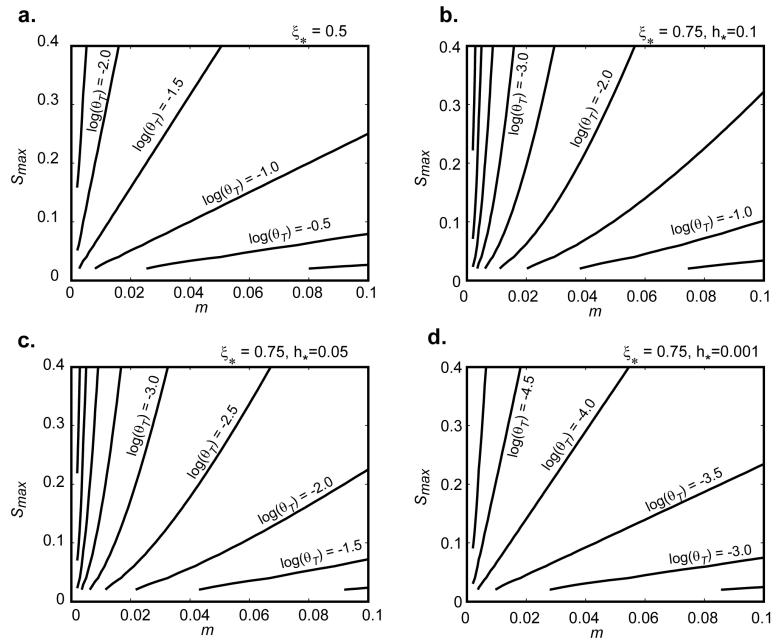 a.
ξ* = 0.5
0.4
0.3
0.2
0.1
0
Smax
log(θT) = -2.0
log(θT) = -1.5
log(θT) = -1.0
log(θT) = -0.5
0 0.02 0.04 0.06 0.08 0.1
m
b.
ξ* = 0.75, h*=0.1
0.4
0.3
0.2
0.1
0
Smax
log(θT) = -3.0
log(θT) = -2.0
log(θT) = -1.0
0 0.02 0.04 0.06 0.08 0.1
m
c.
ξ* = 0.75, h*=0.05
0.4
0.3
0.2
0.1
0
Smax
log(θT) = -3.0
log(θT) = -2.5
log(θT) = -2.0
log(θT) = -1.5
0 0.02 0.04 0.06 0.08 0.1
m
d.
ξ* = 0.75, h*=0.001
0.4
0.3
0.2
0.1
0
Smax
log(θT) = -4.5
log(θT) = -4.0
log(θT) = -3.5
log(θT) = -3.0
0 0.02 0.04 0.06 0.08 0.1
m